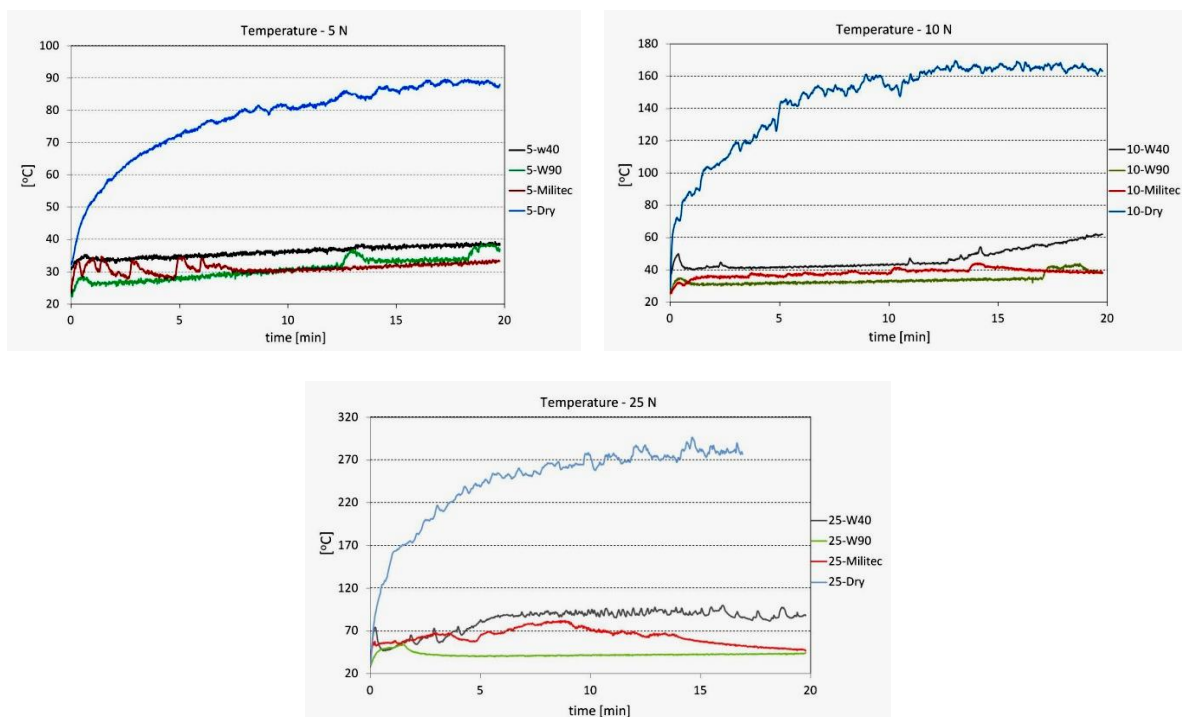 Temperature - 5 N
100
90
80
70
60
50
40
30
20
[°C]
0
5
10
15
20
time [min]
5-w40
5-W90
5-Militec
5-Dry
Temperature - 10 N
180
160
140
120
100
80
60
40
20
[°C]
0
5
10
15
20
time [min]
10-W40
10-W90
10-Militec
10-Dry
Temperature - 25 N
320
270
220
170
120
70
20
[°C]
0
5
10
15
20
time [min]
25-W40
25-W90
25-Militec
25-Dry